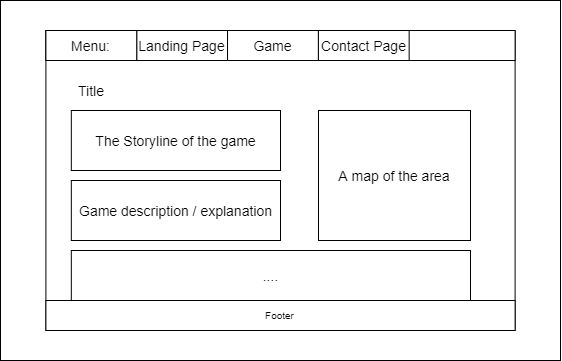 Menu:
Landing Page
Game
Contact Page
Title
The Storyline of the game
A map of the area
Game description / explanation
....
Footer